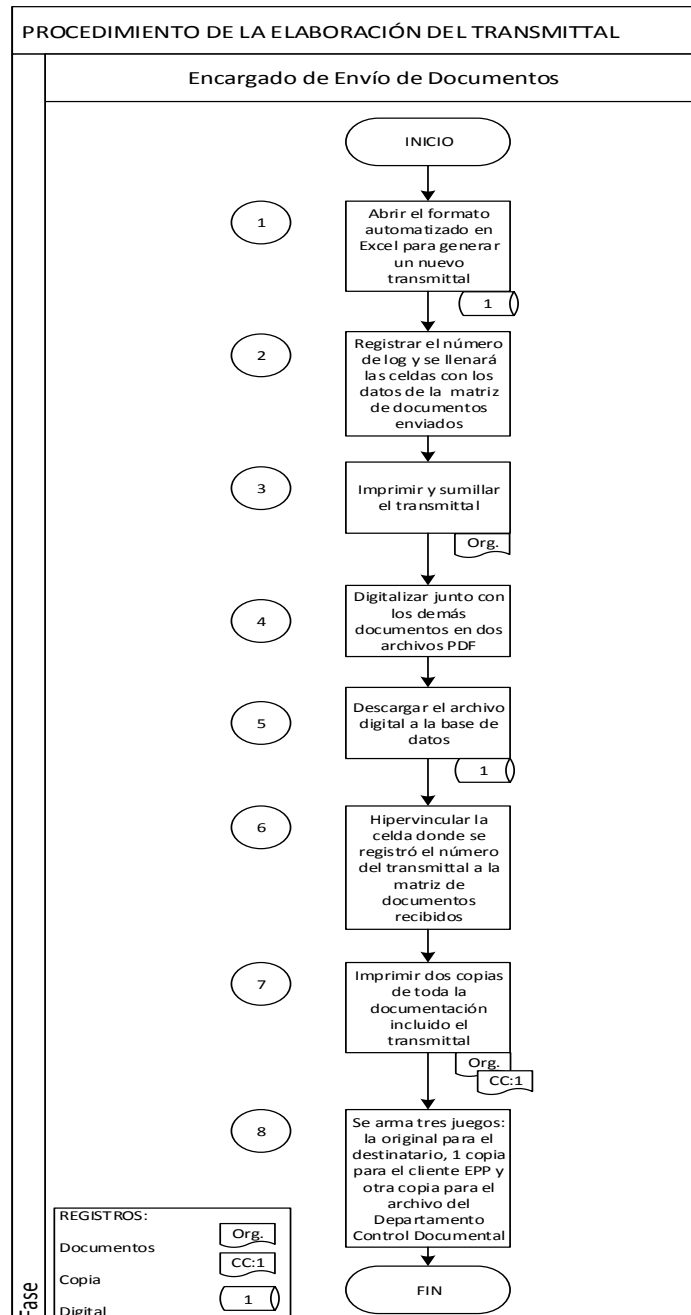 PROCEDIMIENTO DE LA ELABORACIÓN DEL TRANSMITTAL
Encargado de Envío de Documentos
INICIO
1
Abrir el formato
automatizado en
Excel para generar
un nuevo
transmittal
1
2
Registrar el número
de log y se llenará
las celdas con los
datos de la matriz
de documentos
enviados
3
Imprimir y sumillar
el transmittal
Org.
4
Digitalizar junto con
los demás
documentos en dos
archivos PDF
5
Descargar el archivo
digital a la base de
datos
1
6
Hipervincular la
celda donde se
registró el número
del transmittal a la
matriz de
documentos
recibidos
7
Imprimir dos copias
de toda la
documentación
incluido el
transmittal
Org.
CC:1
8
Se arma tres juegos:
la original para el
destinatario, 1 copia
para el cliente EPP y
otra copia para el
archivo del
Departamento
Control Documental
FIN
REGISTROS:
Documentos
Org.
Copia
CC:1
Digital
1
Fase